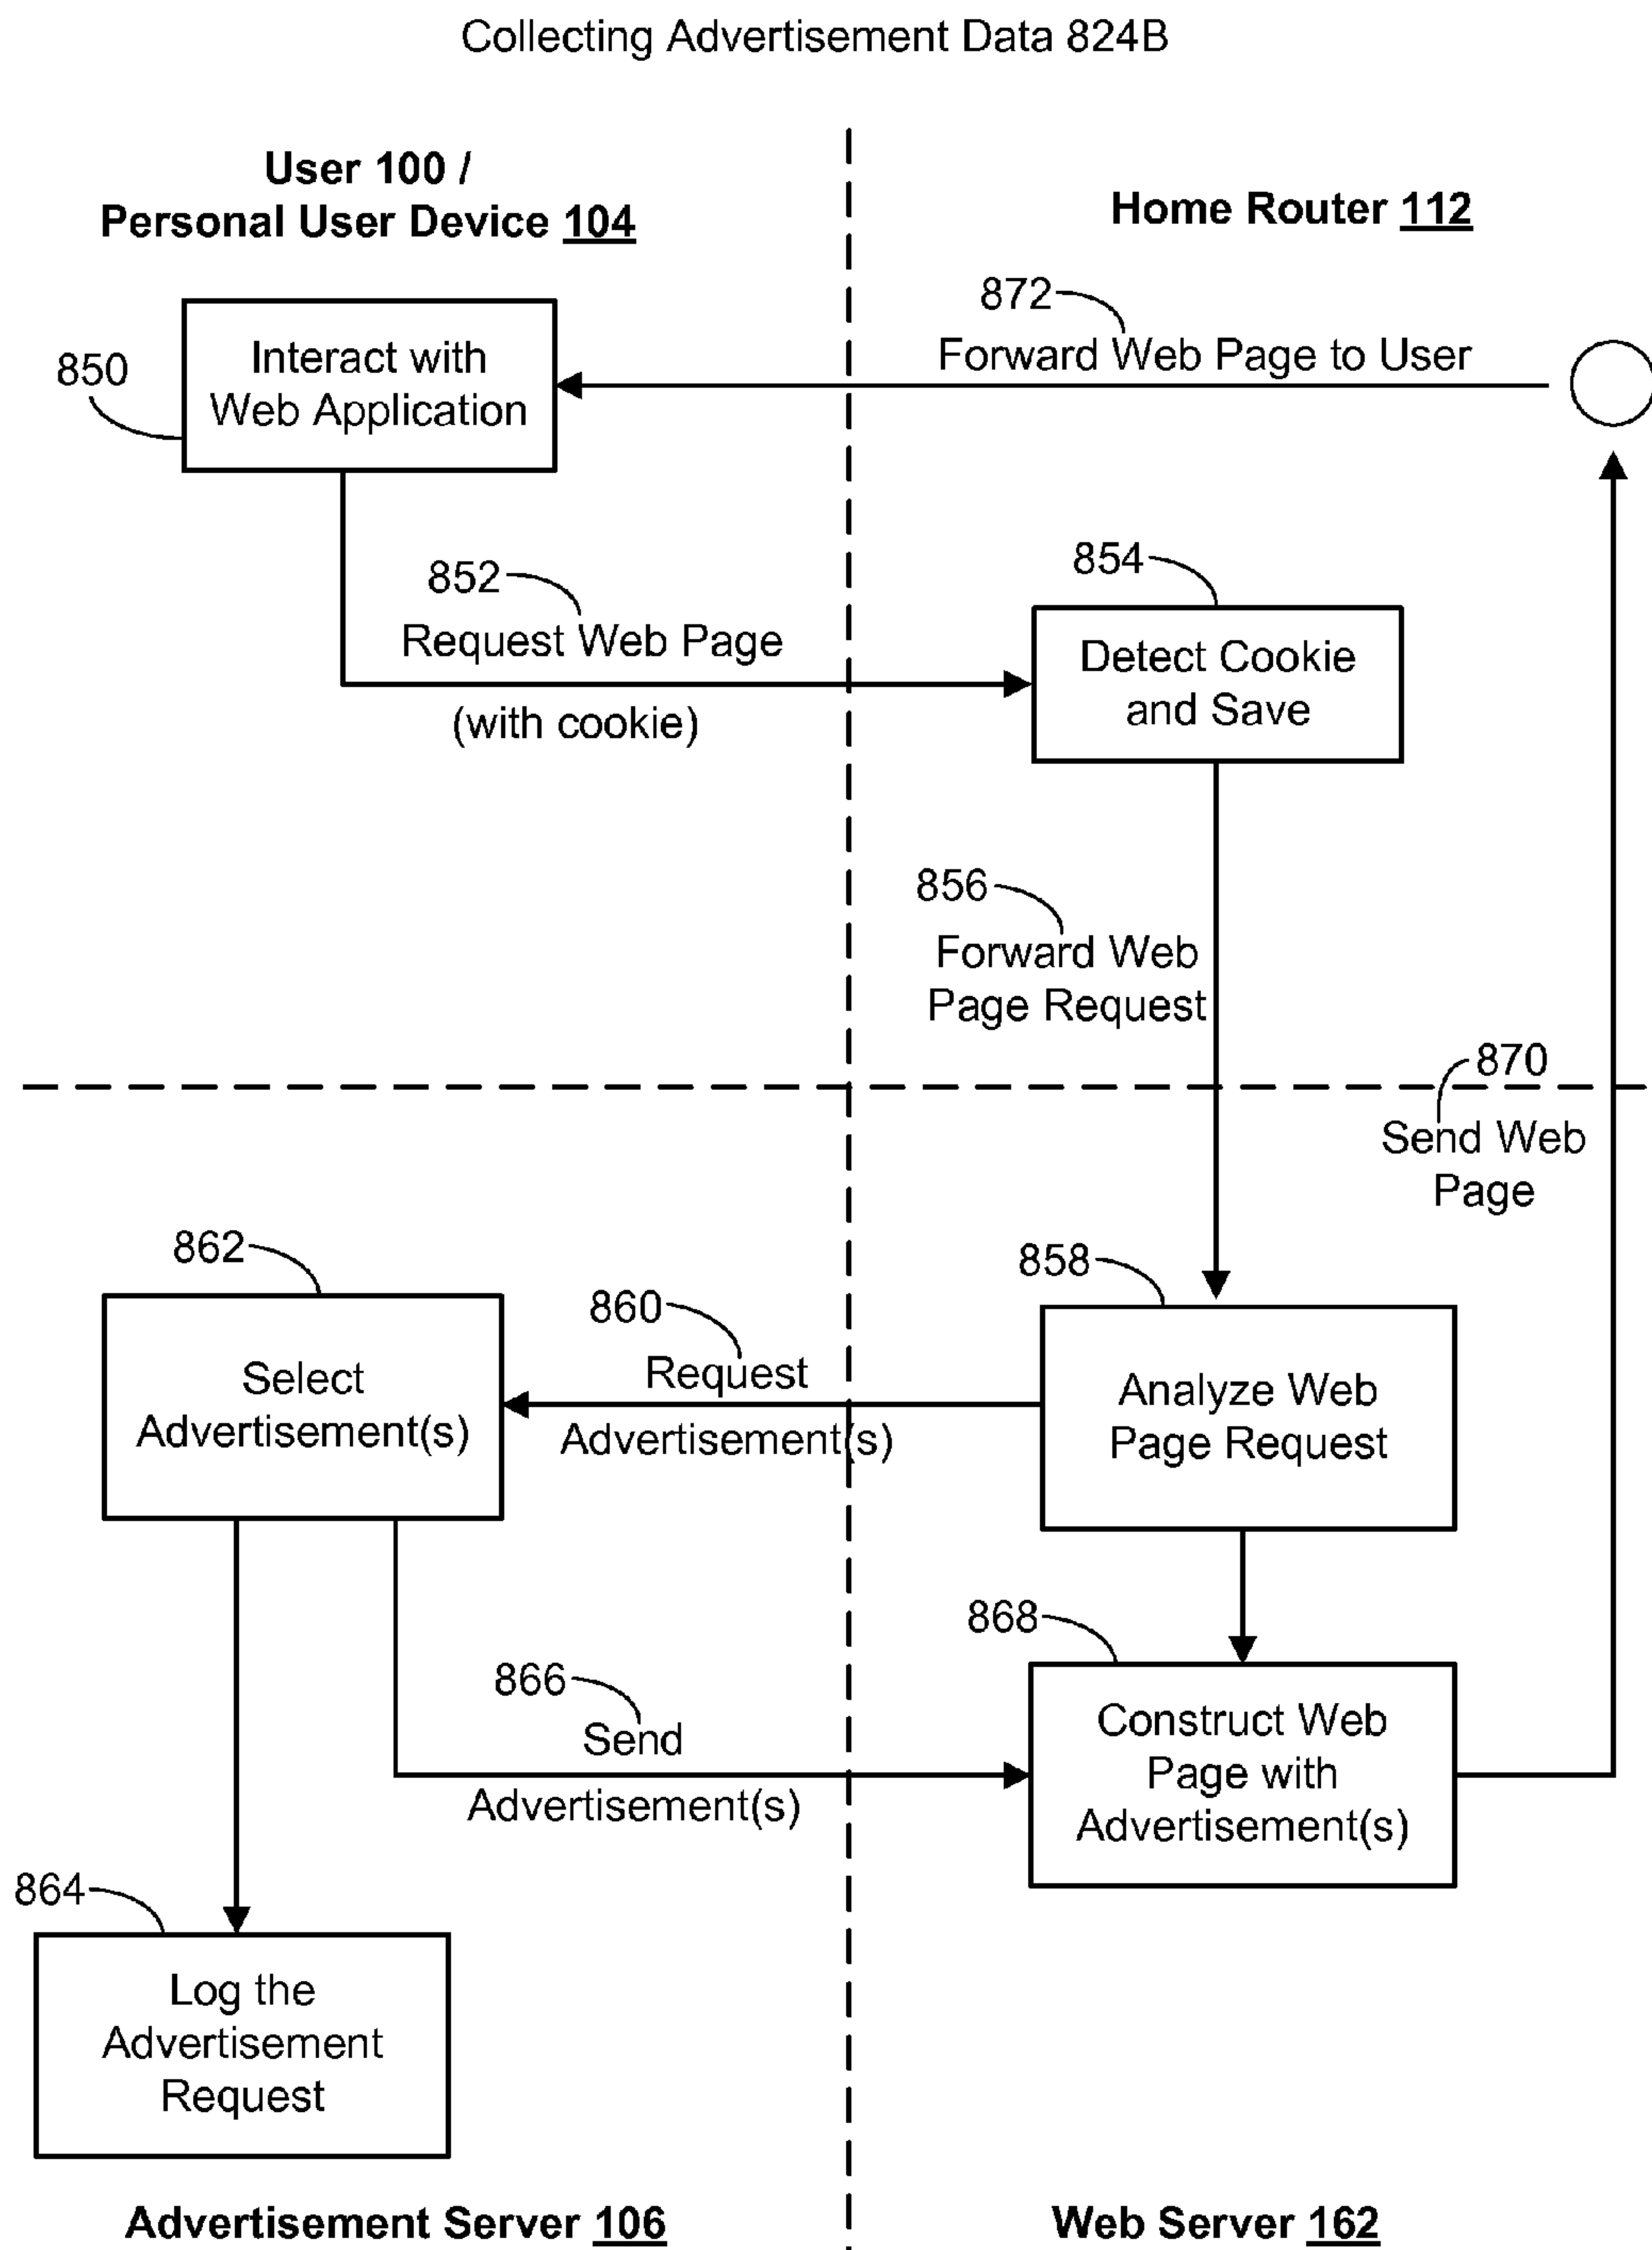 Collecting Advertisement Data 824B
User 100 /
Personal User Device 104
Home Router 112
872
Forward Web Page to User
850
Interact with
Web Application
852
Request Web Page
(with cookie)
854
Detect Cookie
and Save
856
Forward Web
Page Request
870
Send Web
Page
862
Select
Advertisement(s)
860
Request
Advertisement(s)
858
Analyze Web
Page Request
868
Construct Web
Page with
Advertisement(s)
866
Send
Advertisement(s)
864
Log the
Advertisement
Request
Advertisement Server 106
Web Server 162